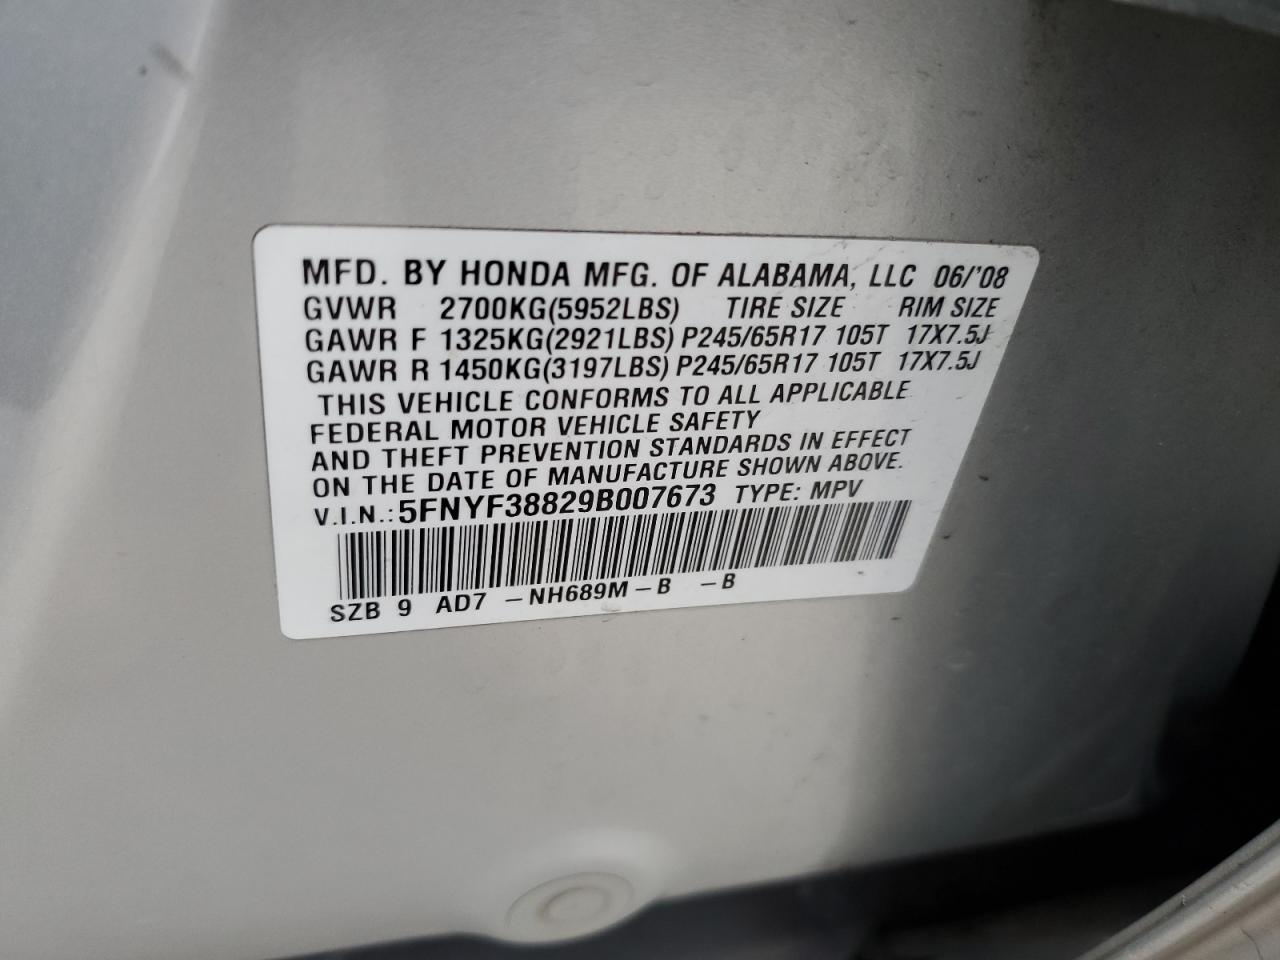 MFD. BY HONDA MFG. OF ALABAMA, LLC 06/'08
GVWR 2700KG(5952LBS) TIRE SIZE RIM SIZE
GAWR F 1325KG(2921LBS) P245/65R17 105T 17X7.5J
GAWR R 1450KG(3197LBS) P245/65R17 105T 17X7.5J
THIS VEHICLE CONFORMS TO ALL APPLICABLE
FEDERAL MOTOR VEHICLE SAFETY
AND THEFT PREVENTION STANDARDS IN EFFECT
ON THE DATE OF MANUFACTURE SHOWN ABOVE.
V.I.N.: 5FNYF38829B007673 TYPE: MPV
SZB 9 AD7 -NH689M-B -B